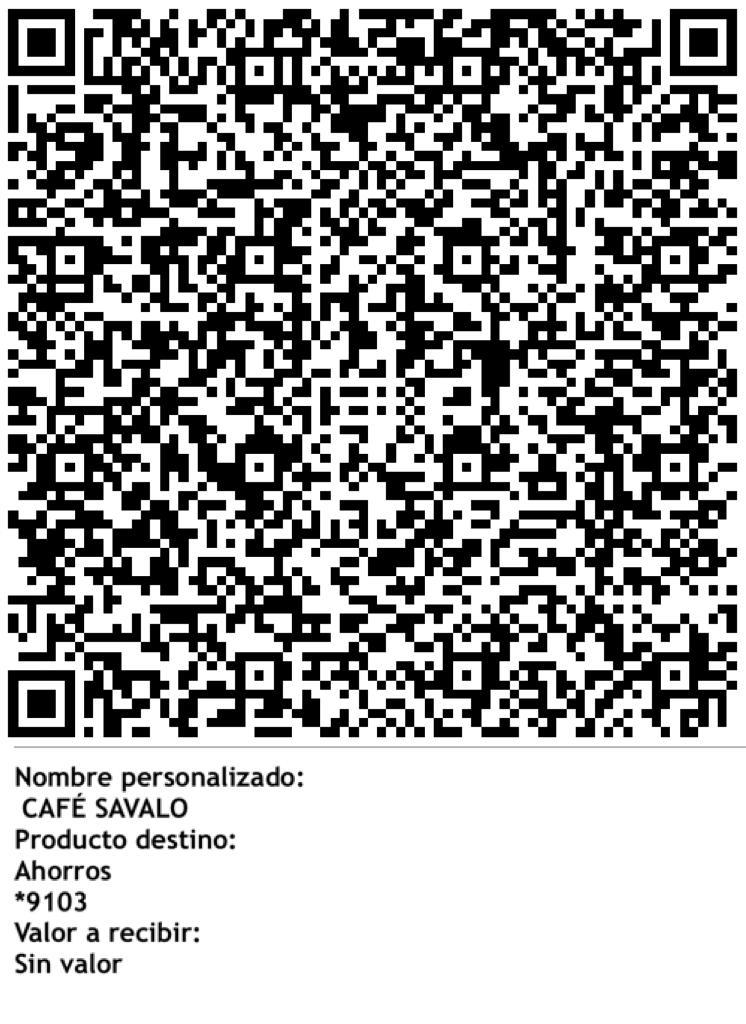 Nombre personalizado:
CAFÉ SAVALO
Producto destino:
Ahorros
*9103
Valor a recibir:
Sin valor